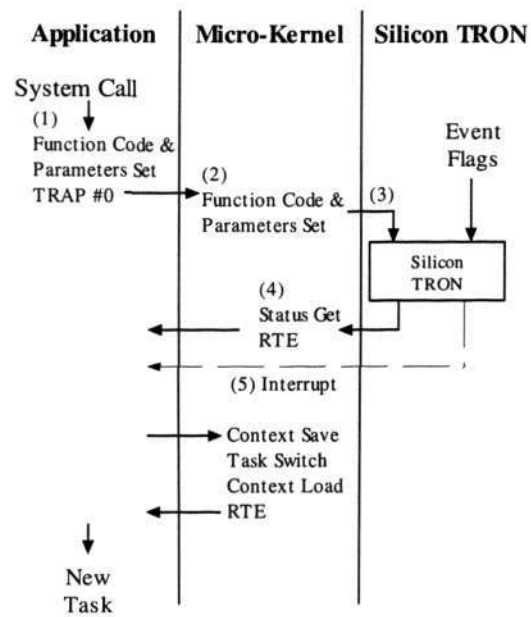 Application Micro-Kernel Silicon TRON
System Call
(1)
Function Code &
Parameters Set
TRAP #0
(2)
Function Code &
Parameters Set
(3)
Event
Flags
Silicon
TRON
(4)
Status Get
RTE
(5) Interrupt
Context Save
Task Switch
Context Load
RTE
New
Task